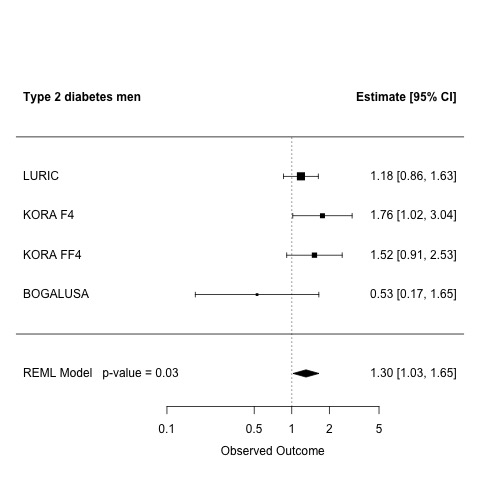 Type 2 diabetes men Estimate [95% CI]
LURIC 1.18 [0.86, 1.63]
KORA F4 1.76 [1.02, 3.04]
KORA FF4 1.52 [0.91, 2.53]
BOGALUSA 0.53 [0.17, 1.65]
REML Model p-value = 0.03 1.30 [1.03, 1.65]
0.1 0.5 1 2 5
Observed Outcome